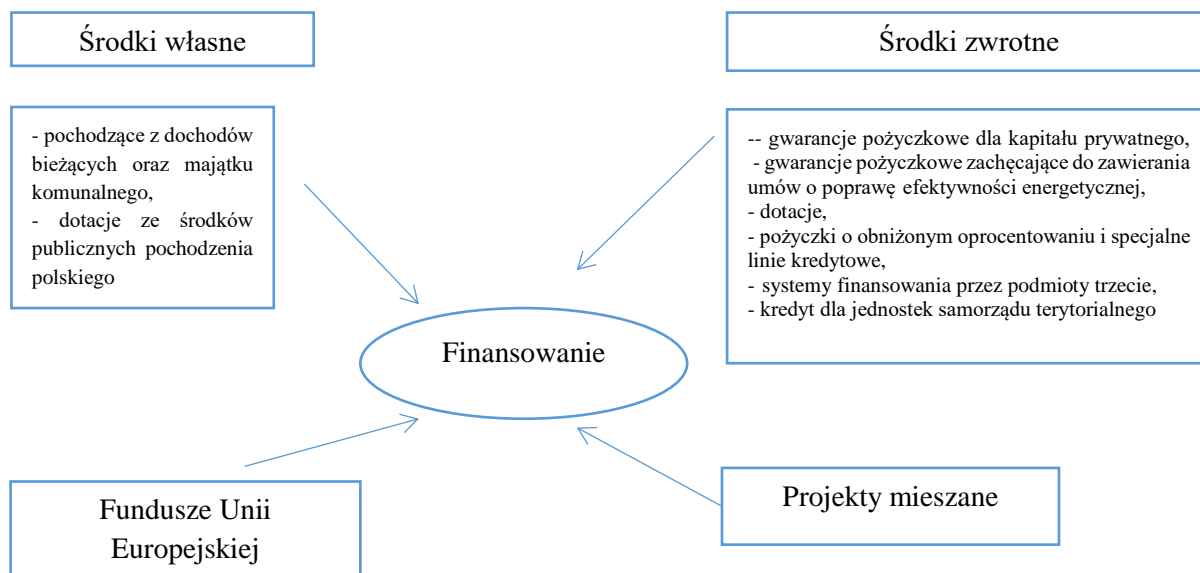 Środki własne
- pochodzące z dochodów
bieżących oraz majątku
komunalnego,
- dotacje ze środków
publicznych pochodzenia
polskiego
Środki zwrotne
-- gwarancje pożyczkowe dla kapitału prywatnego,
- gwarancje pożyczkowe zachęcające do zawierania
umów o poprawę efektywności energetycznej,
- dotacje,
- pożyczki o obniżonym oprocentowaniu i specjalne
linie kredytowe,
- systemy finansowania przez podmioty trzecie,
- kredyt dla jednostek samorządu terytorialnego
Finansowanie
Fundusze Unii
Europejskiej
Projekty mieszane